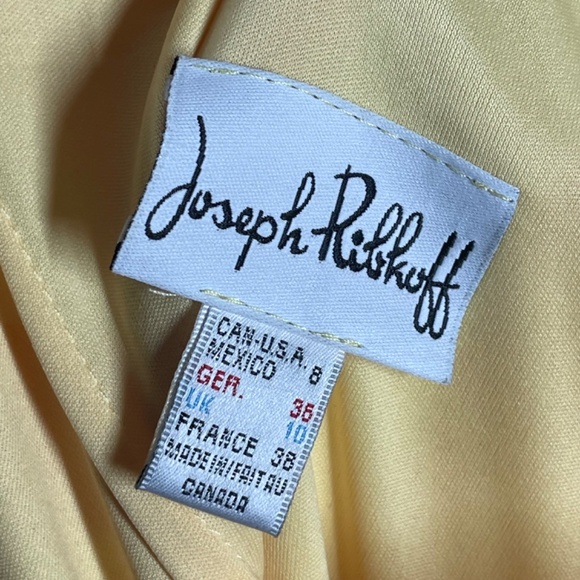 Joseph Ribkoff
CAN-U.S.A.
MEXICO 8
GER. 36
UK 10
FRANCE 38
MADE IN/FAIT AU
CANADA